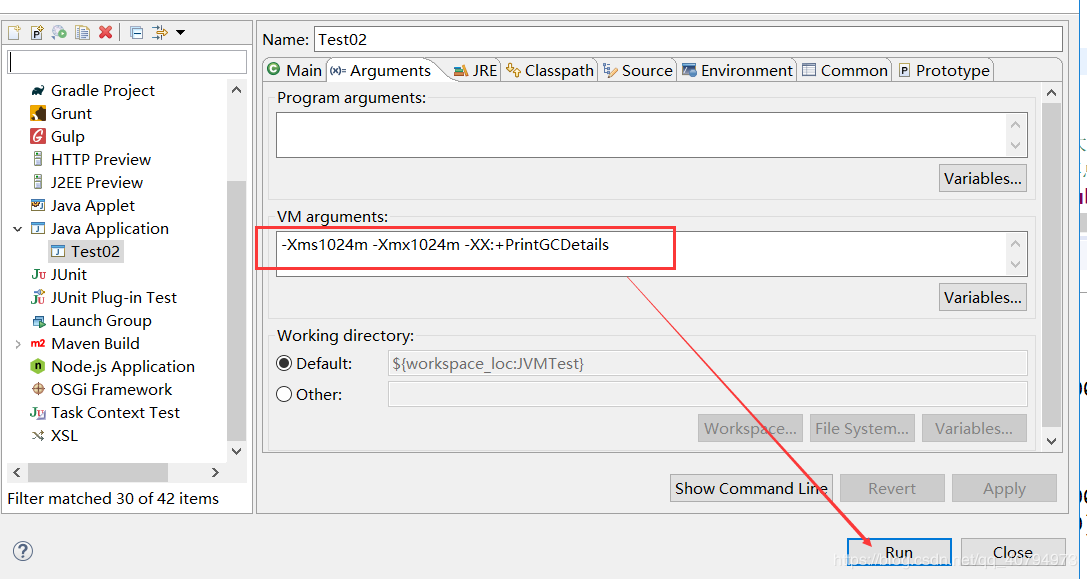 Name: Test02
Main (x)= Arguments JRE Classpath Source Environment Common Prototype
Gradle Project
Grunt
Gulp
HTTP Preview
J2EE Preview
Java Applet
Java Application
Test02
JUnit
JUnit Plug-in Test
Launch Group
Maven Build
Node.js Application
OSGi Framework
Task Context Test
XSL
Filter matched 30 of 42 items
Program arguments:
Variables...
VM arguments:
-Xms1024m -Xmx1024m -XX:+PrintGCDetails
Variables...
Working directory:
Default: ${workspace_loc:JVMTest}
Other:
Workspace... File System... Variables...
Show Command Line Revert Apply
Run Close
https://blog.csdn.net/qq_40794973